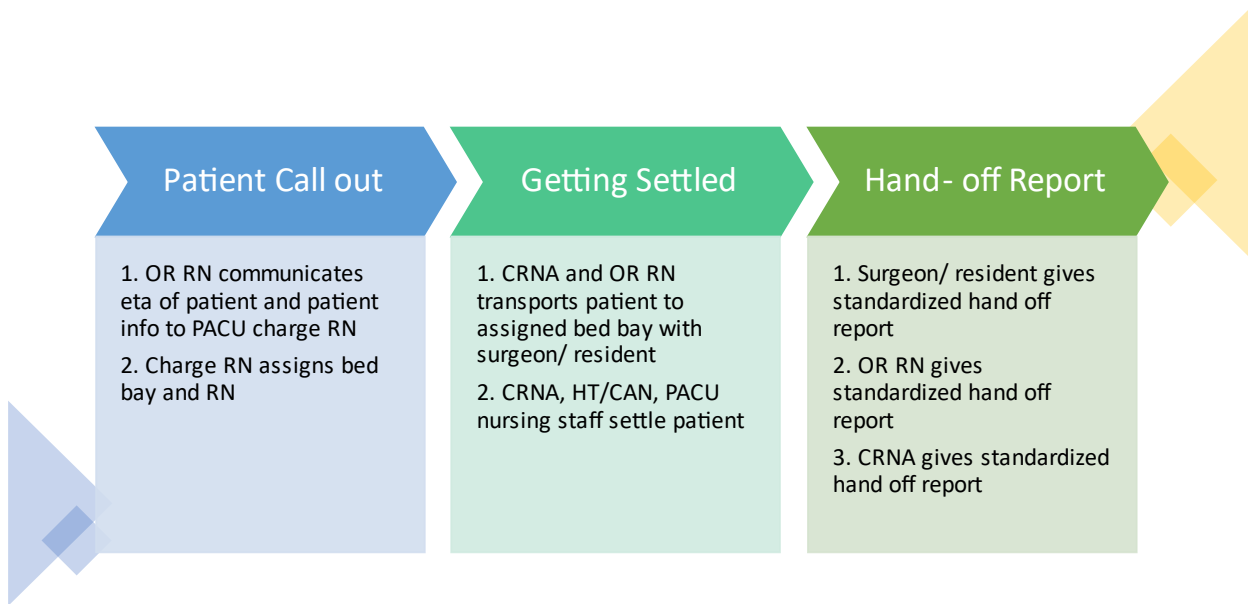 Patient Call out
1. OR RN communicates
eta of patient and patient
info to PACU charge RN
2. Charge RN assigns bed
bay and RN
Getting Settled
1. CRNA and OR RN
transports patient to
assigned bed bay with
surgeon/ resident
2. CRNA, HT/CAN, PACU
nursing staff settle patient
Hand- off Report
1. Surgeon/ resident gives
standardized hand off
report
2. OR RN gives
standardized hand off
report
3. CRNA gives standardized
hand off report